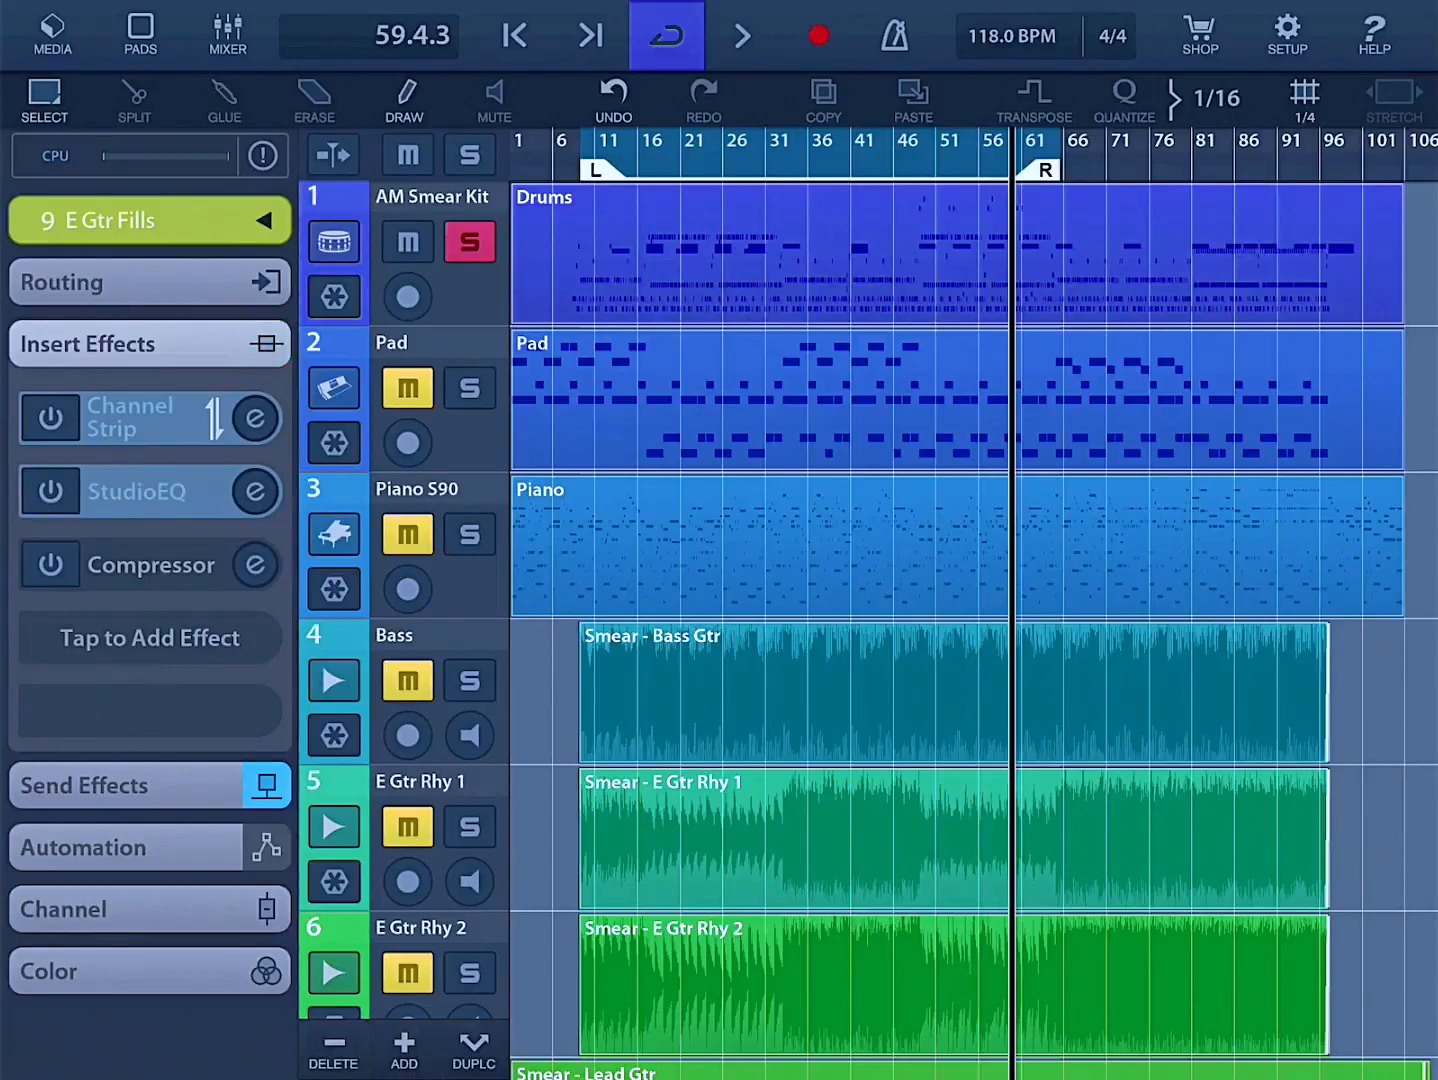 MEDIA
PADS
MIXER
59.4.3
118.0 BPM
4/4
SHOP
SETUP
HELP
SELECT
SPLIT
GLUE
ERASE
DRAW
MUTE
UNDO
REDO
COPY
PASTE
TRANSPOSE
QUANTIZE
1/16
1/4
STRETCH
CPU
M S
1 6 11 16 21 26 31 36 41 46 51 56 61 66 71 76 81 86 91 96 101 106
L R
9 E Gtr Fills
Routing
Insert Effects
Channel
Strip
e
StudioEQ
e
Compressor
e
Tap to Add Effect
Send Effects
Automation
Channel
Color
1 AM Smear Kit
M S
Drums
2 Pad
M S
Pad
3 Piano S90
M S
Piano
4 Bass
M S
Smear - Bass Gtr
5 E Gtr Rhy 1
M S
Smear - E Gtr Rhy 1
6 E Gtr Rhy 2
M S
Smear - E Gtr Rhy 2
DELETE
ADD
DUPLC
Smear - Lead Gtr